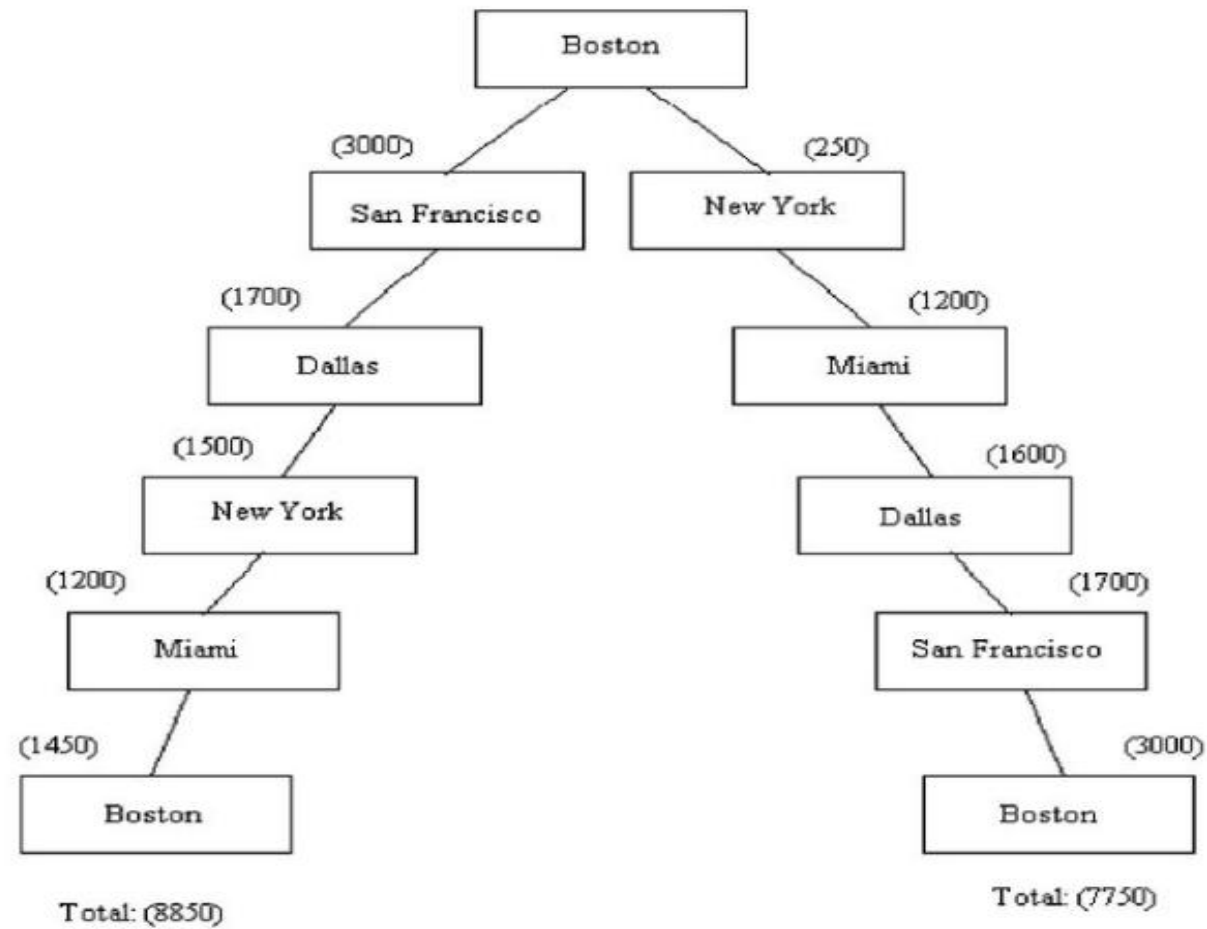 Boston
(3000)
(250)
San Francisco
New York
(1700)
(1200)
Dallas
Miami
(1500)
(1600)
New York
Dallas
(1200)
(1700)
Miami
San Francisco
(1450)
(3000)
Boston
Boston
Total: (8850)
Total: (7750)